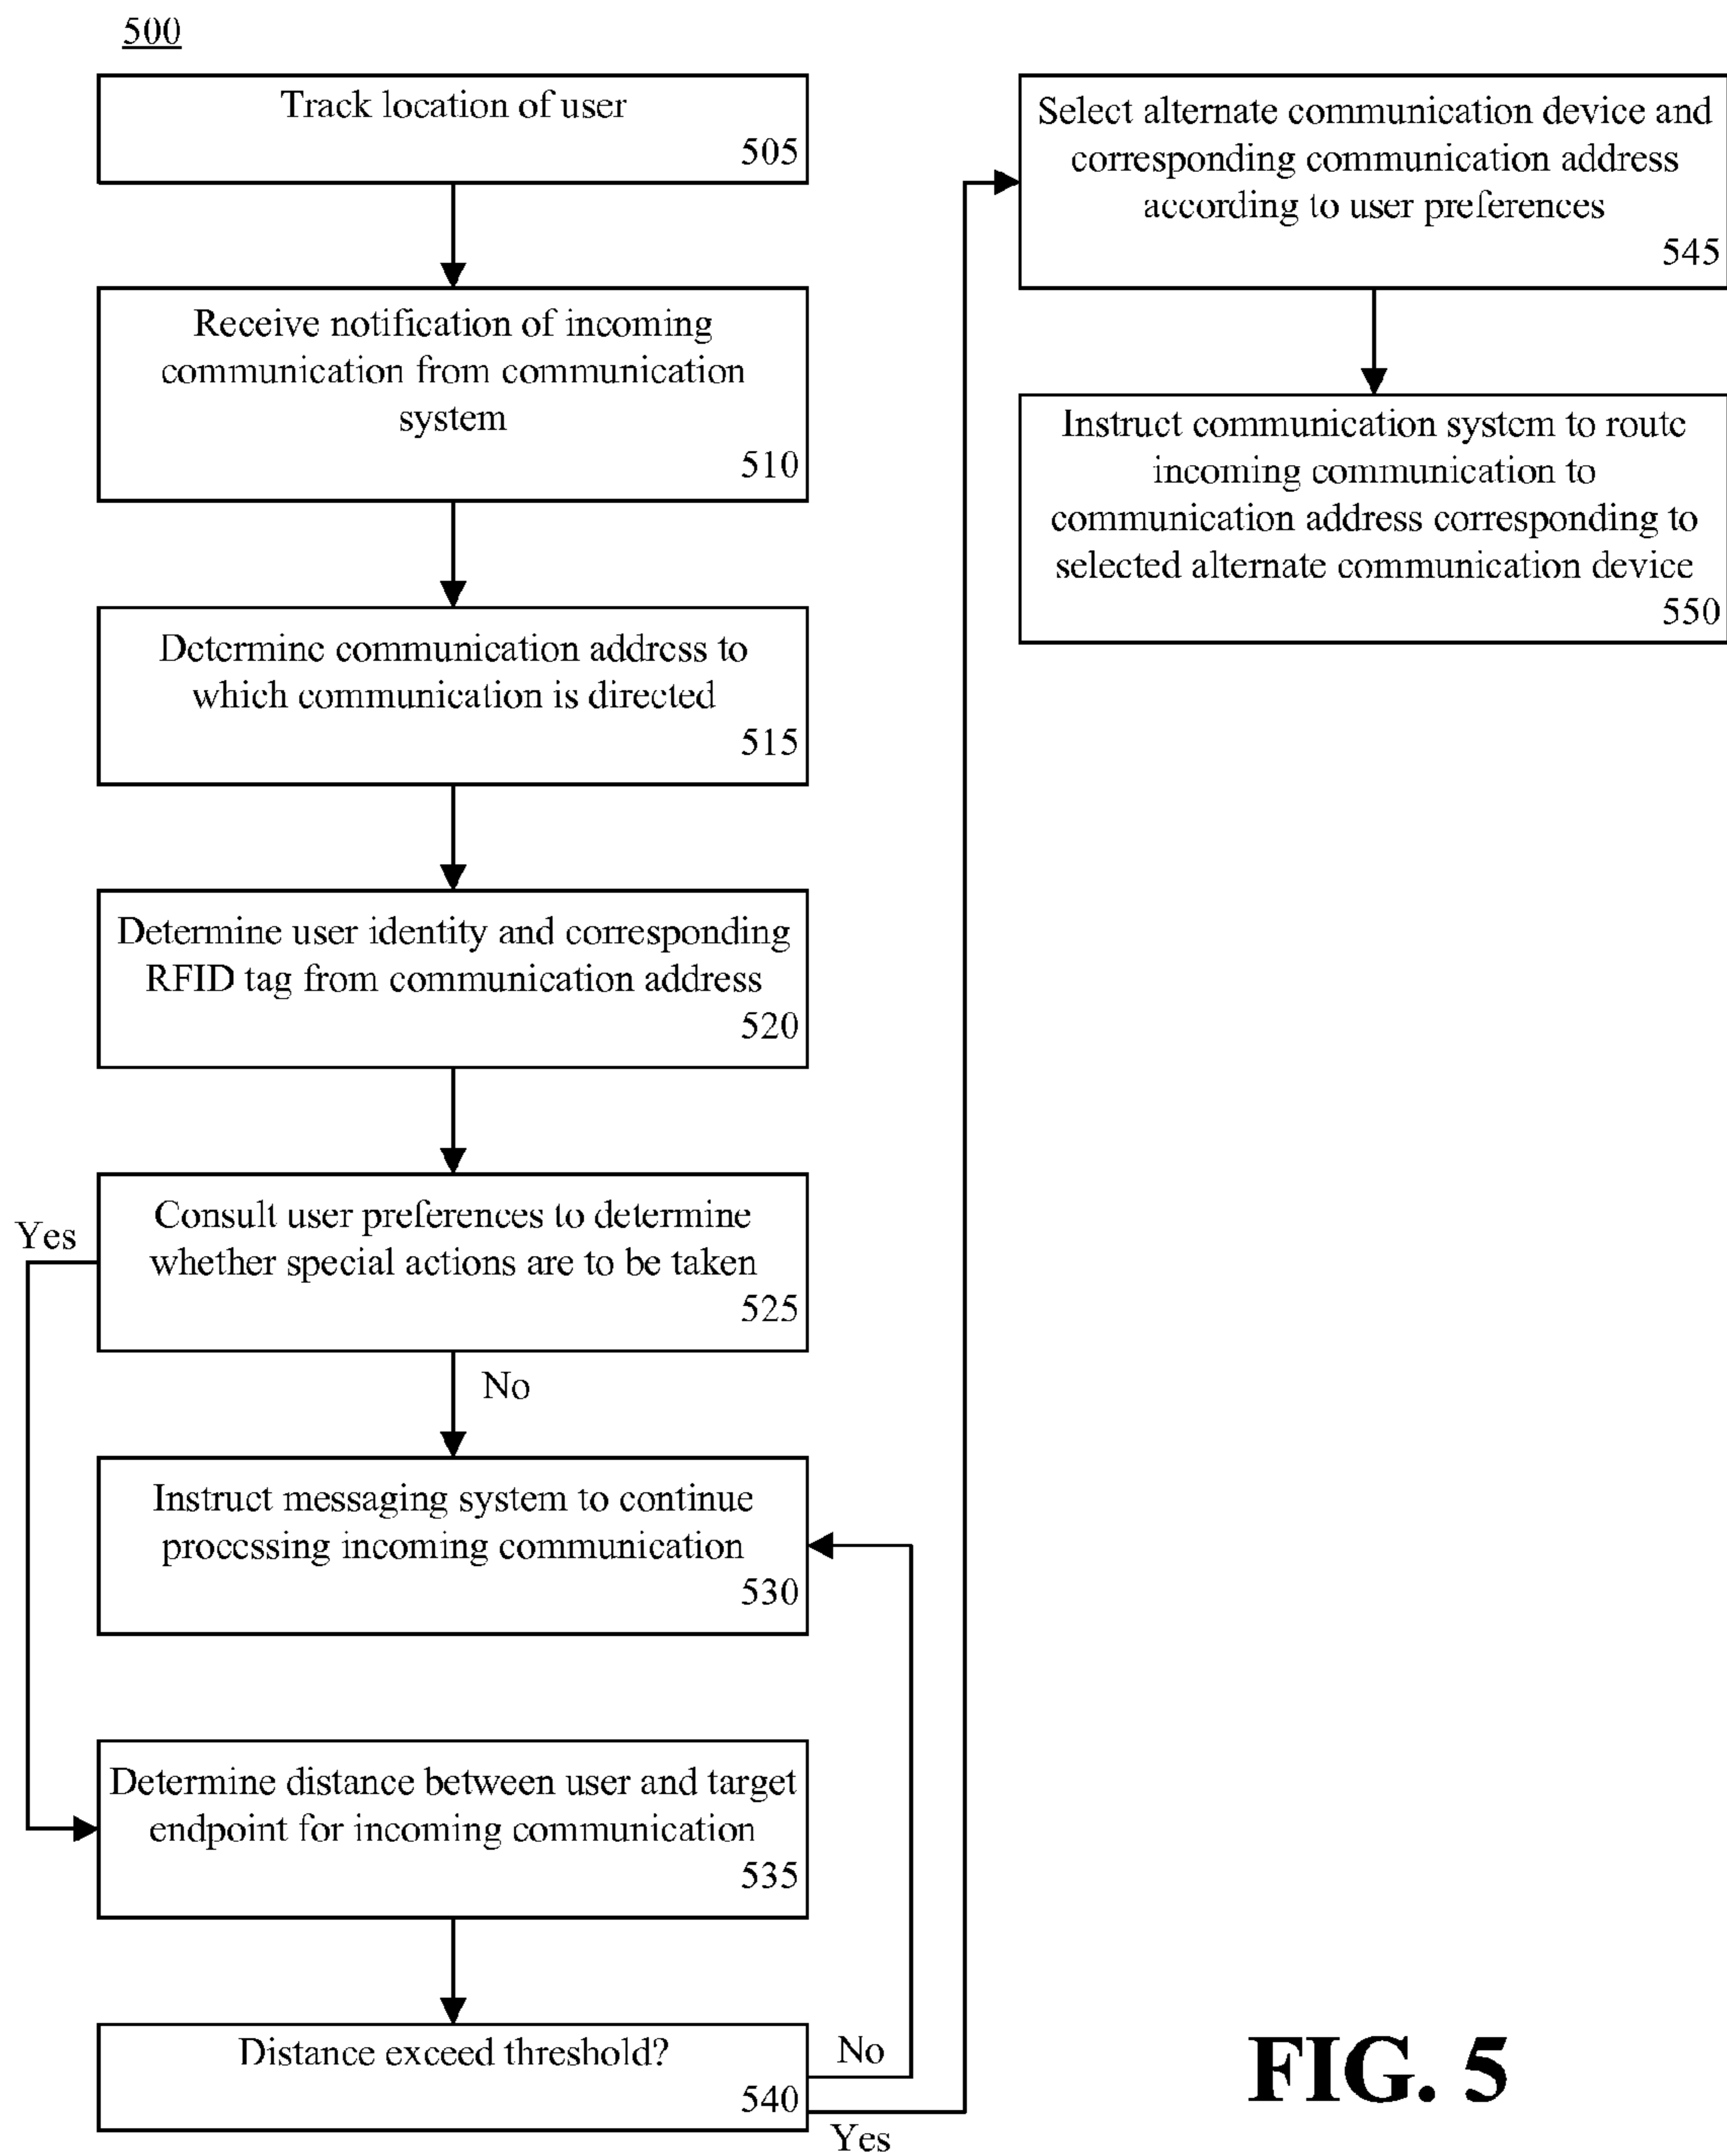 500
Track location of user
505
Receive notification of incoming
communication from communication
system
510
Determine communication address to
which communication is directed
515
Determine user identity and corresponding
RFID tag from communication address
520
Consult user preferences to determine
whether special actions are to be taken
525
Yes
No
Instruct messaging system to continue
processing incoming communication
530
Determine distance between user and target
endpoint for incoming communication
535
Distance exceed threshold?
540
No
Yes
Select alternate communication device and
corresponding communication address
according to user preferences
545
Instruct communication system to route
incoming communication to
communication address corresponding to
selected alternate communication device
550
FIG. 5